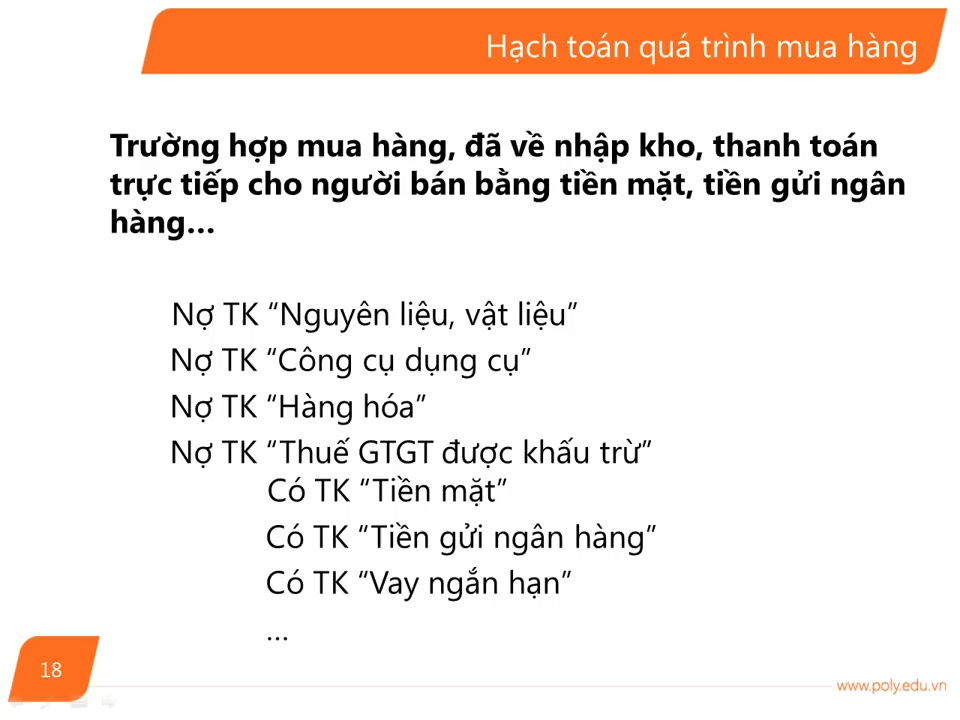 Hạch toán quá trình mua hàng
Trường hợp mua hàng, đã về nhập kho, thanh toán
trực tiếp cho người bán bằng tiền mặt, tiền gửi ngân
hàng…
Nợ TK “Nguyên liệu, vật liệu”
Nợ TK “Công cụ dụng cụ”
Nợ TK “Hàng hóa”
Nợ TK “Thuế GTGT được khấu trừ”
Có TK “Tiền mặt”
Có TK “Tiền gửi ngân hàng”
Có TK “Vay ngắn hạn”
…
18
www.poly.edu.vn